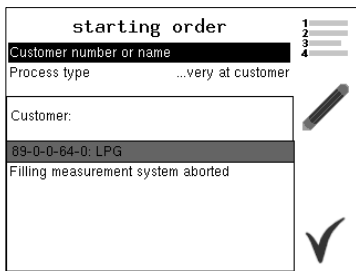 starting order
Customer number or name
Process type ...very at customer
Customer:
89-0-0-64-0: LPG
Filling measurement system aborted
1
2
3
4